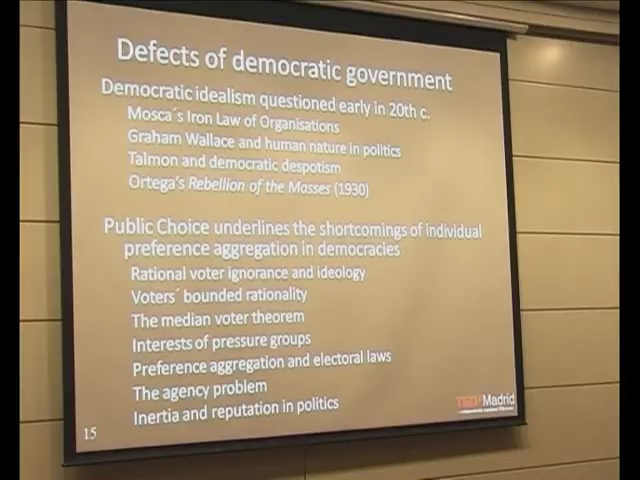 Defects of democratic government
Democratic idealism questioned early in 20th c.
Mosca´s Iron Law of Organisations
Graham Wallace and human nature in politics
Talmon and democratic despotism
Ortega's Rebellion of the Masses (1930)
Public Choice underlines the shortcomings of individual
preference aggregation in democracies
Rational voter ignorance and ideology
Voters´ bounded rationality
The median voter theorem
Interests of pressure groups
Preference aggregation and electoral laws
The agency problem
Inertia and reputation in politics
15
TEDxMadrid